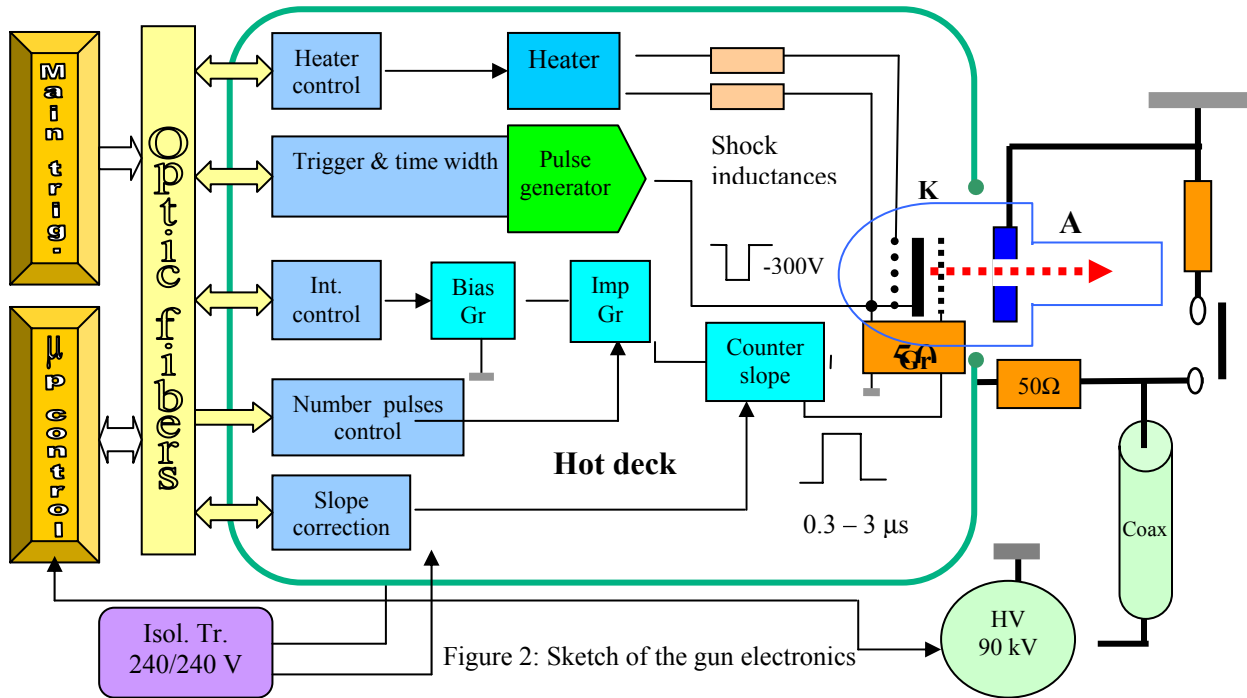 Main trig.
μp control
Optic fibers
Heater
control
Heater
Shock
inductances
Trigger & time width
Pulse
generator
K
A
-300V
Int.
control
Bias
Gr
Imp
Gr
Counter
slope
Gr
50Ω
Number pulses
control
Hot deck
0.3 – 3 μs
Slope
correction
Coax
HV
90 kV
Isol. Tr.
240/240 V
Figure 2: Sketch of the gun electronics